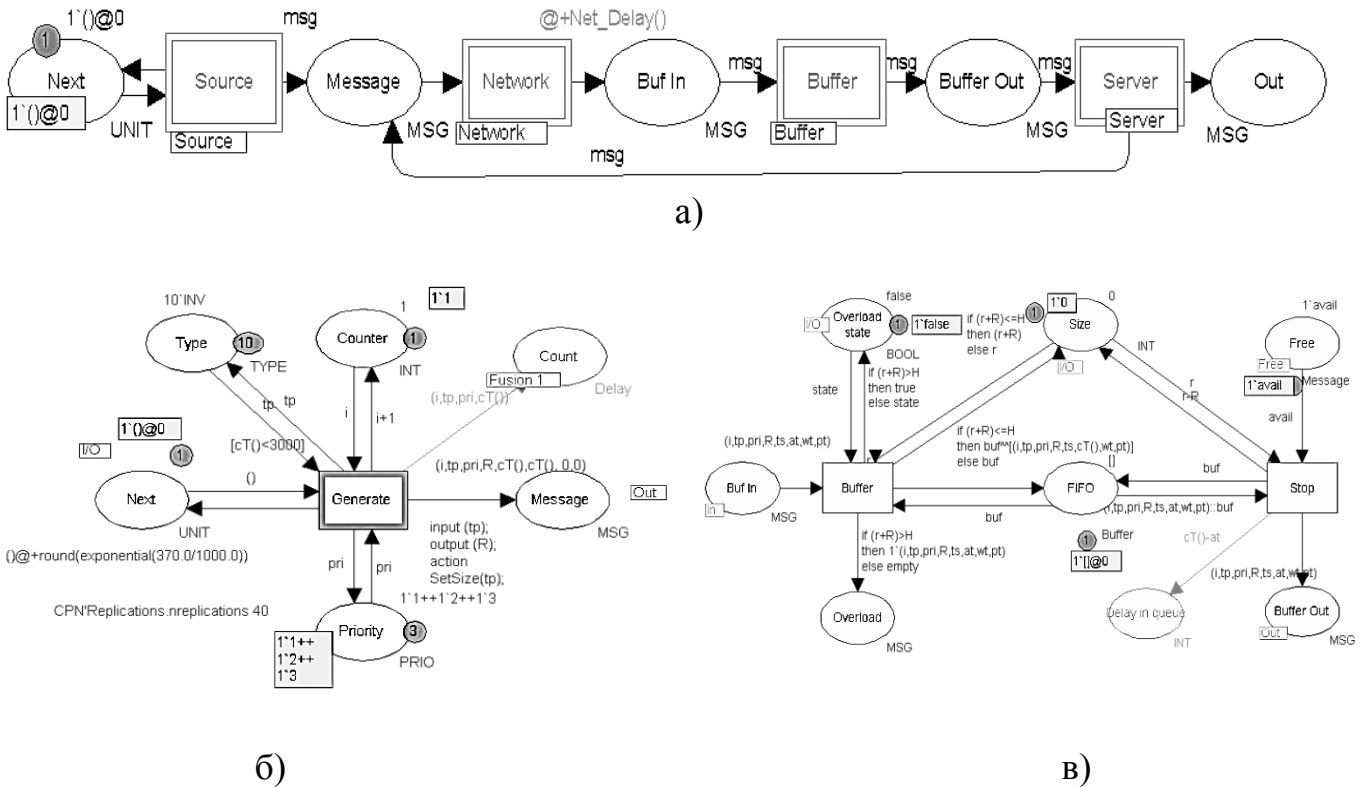 1`()@0
msg
@+Net_Delay()
1
Next
Source
Message
Network
Buf In
msg
Buffer
msg
Buffer Out
msg
Server
Out
1`()@0
UNIT
Source
MSG
Network
MSG
Buffer
MSG
Server
MSG
msg
а)
10`INV
Type
10
TYPE
1
1`1
Counter
1
INT
Count
Fusion 1
Delay
(i,tp,pri,cT())
tp
tp
i
i+1
[cT()<3000]
1`()@0
I/O
1
Next
UNIT
()
Generate
(i,tp,pri,R,cT(),cT(),0,0)
Message
Out
MSG
()@+round(exponential(370.0/1000.0))
input (tp);
output (R);
action
SetSize(tp);
pri
pri
1`1++1`2++1`3
CPN'Replications.nreplications 40
Priority
3
PRIO
1`1++
1`2++
1`3
false
Overload
state
I/O
1
1`false
BOOL
if (r+R)<=H
then (r+R)
else r
if (r+R)>H
then true
else state
state
1
1`0
0
Size
I/O
INT
r
r-R
r
1`avail
Free
Free
1`avail
Message
avail
(i,tp,pri,R,ts,at,wt,pt)
Buf In
In
MSG
Buffer
if (r+R)<=H
then buf^^[(i,tp,pri,R,ts,cT(),wt,pt)]
else buf
[]
FIFO
buf
buf
(i,tp,pri,R,ts,at,wt,pt)::buf
1
Buffer
1`[]@0
Stop
if (r+R)>H
then 1`(i,tp,pri,R,ts,at,wt,pt)
else empty
Overload
MSG
cT()-at
Delay in queue
INT
(i,tp,pri,R,ts,at,wt,pt)
Buffer Out
Out
MSG
б)
в)